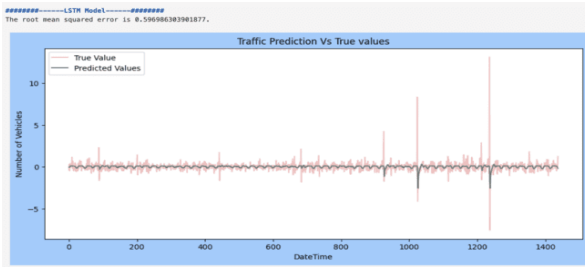 ########------LSTM Model------########
The root mean squared error is 0.596986303901877.
Traffic Prediction Vs True values
True Value
Predicted Values
Number of Vehicles
10
5
0
−5
0 200 400 600 800 1000 1200 1400
DateTime